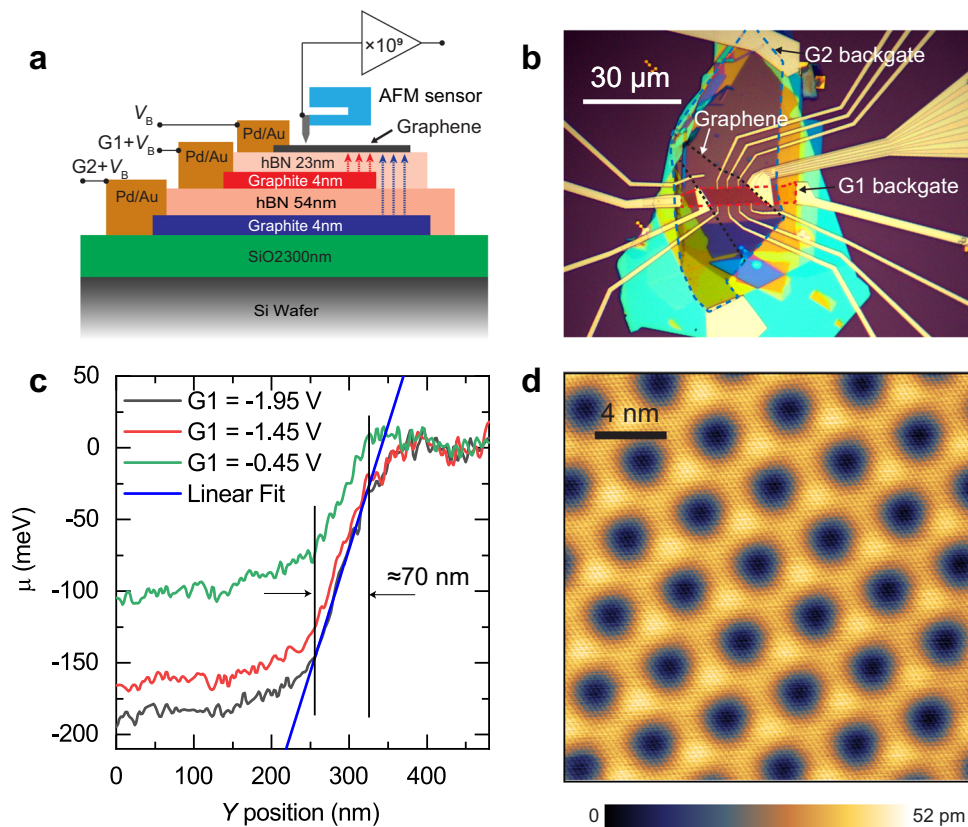 a
×10⁹
AFM sensor
Graphene
V_B
G1+V_B
G2+V_B
Pd/Au
Pd/Au
Pd/Au
hBN 23nm
Graphite 4nm
hBN 54nm
Graphite 4nm
SiO2300nm
Si Wafer
b
30 µm
G2 backgate
Graphene
G1 backgate
c
G1 = -1.95 V
G1 = -1.45 V
G1 = -0.45 V
Linear Fit
≈70 nm
50
0
-50
-100
-150
-200
µ (meV)
0 100 200 300 400
Y position (nm)
d
4 nm
0 52 pm